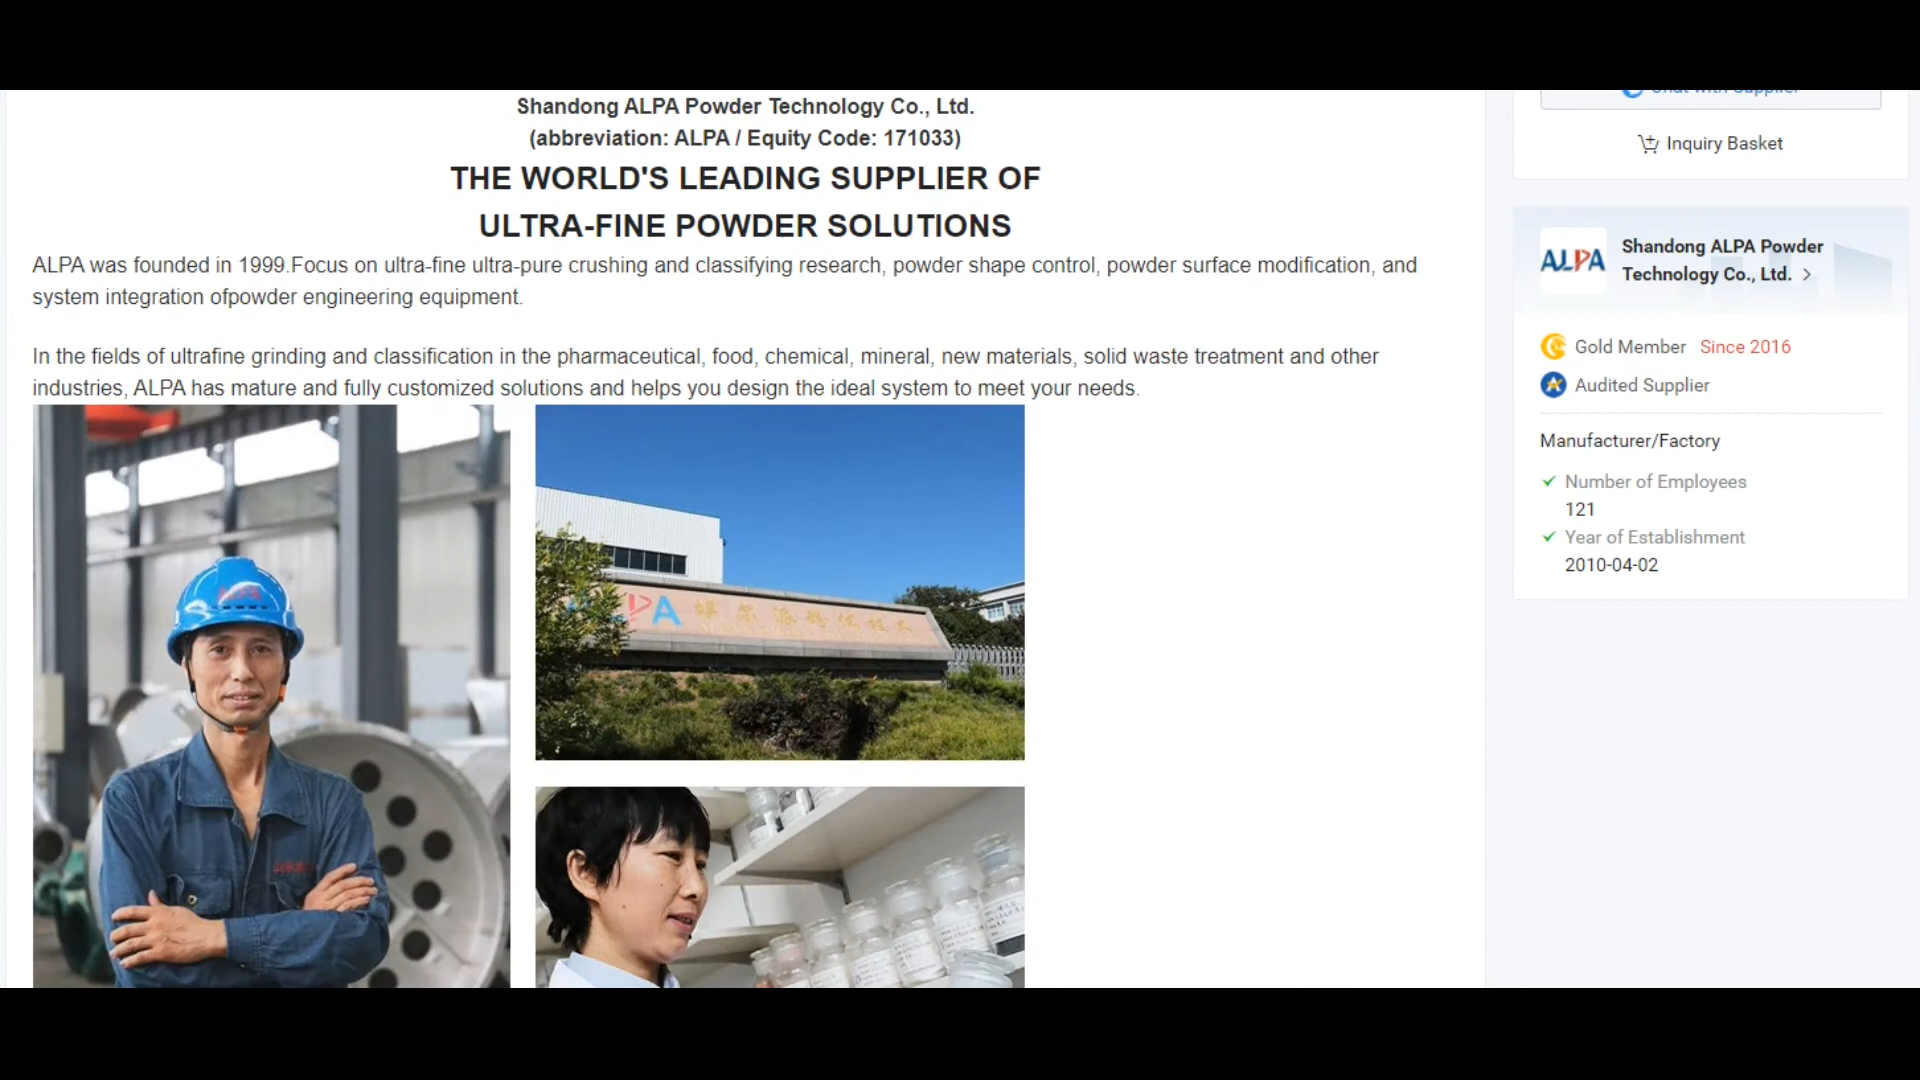 Shandong ALPA Powder Technology Co., Ltd.
(abbreviation: ALPA / Equity Code: 171033)
THE WORLD'S LEADING SUPPLIER OF
ULTRA-FINE POWDER SOLUTIONS
ALPA was founded in 1999.Focus on ultra-fine ultra-pure crushing and classifying research, powder shape control, powder surface modification, and
system integration ofpowder engineering equipment.
In the fields of ultrafine grinding and classification in the pharmaceutical, food, chemical, mineral, new materials, solid waste treatment and other
industries, ALPA has mature and fully customized solutions and helps you design the ideal system to meet your needs.
ALPA
Chat with Supplier
Inquiry Basket
ALPA
Shandong ALPA Powder
Technology Co., Ltd. >
Gold Member Since 2016
Audited Supplier
Manufacturer/Factory
Number of Employees
121
Year of Establishment
2010-04-02